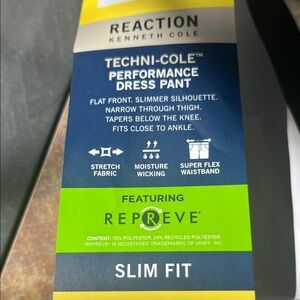 REACTION
KENNETH COLE
TECHNI-COLE™
PERFORMANCE
DRESS PANT
FLAT FRONT. SLIMMER SILHOUETTE.
NARROW THROUGH THIGH.
TAPERS BELOW THE KNEE.
FITS CLOSE TO ANKLE.
STRETCH
FABRIC
MOISTURE
WICKING
SUPER FLEX
WAISTBAND
FEATURING
REPREVE
CONTENT: 76% POLYESTER, 24% RECYCLED POLYESTER
"REPREVE" IS REGISTERED TRADEMARKS OF UNIFI, INC.
SLIM FIT